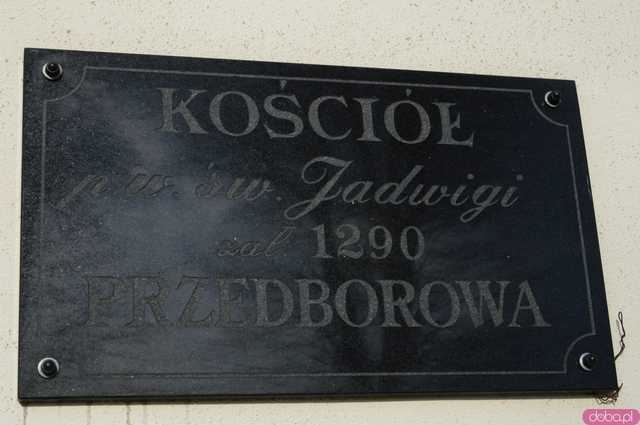 KOŚCIÓŁ
p.w. św. Jadwigi
zał. 1290
PRZEDBOROWA
doba.pl